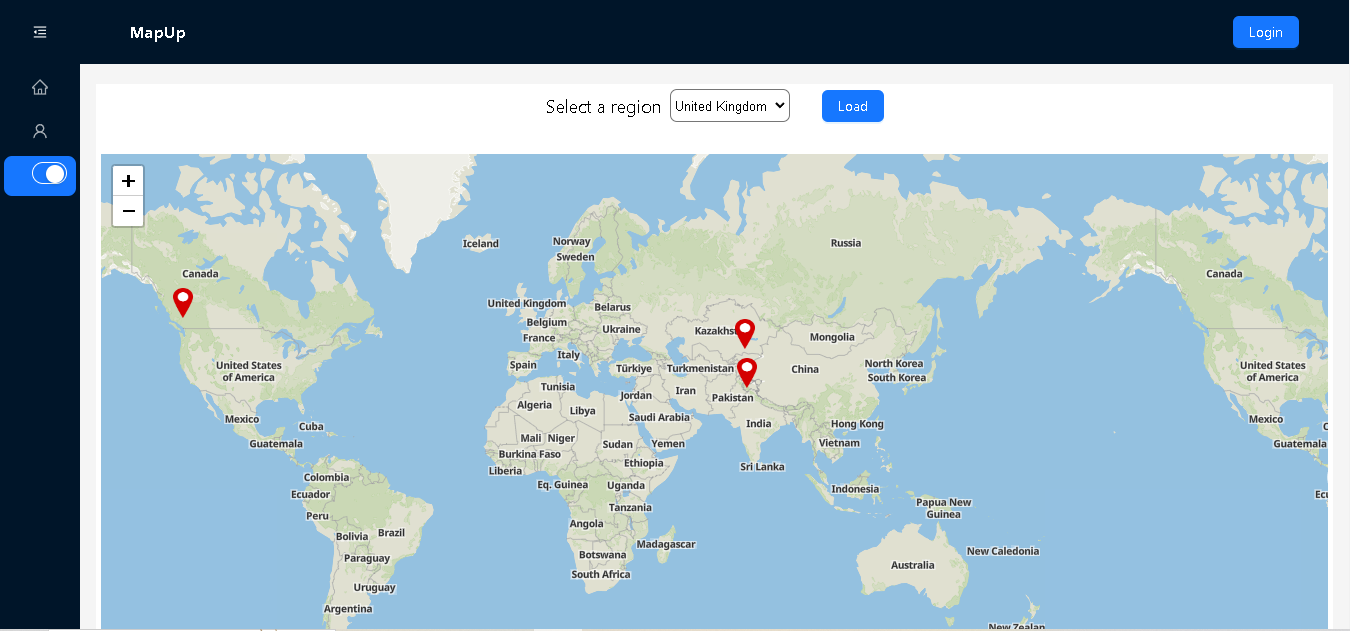 MapUp
Login
Select a region United Kingdom Load
+
−
Iceland
Norway
Sweden
Russia
Canada
Canada
United Kingdom
Belarus
Belgium
Ukraine
France
Kazakhst
Mongolia
Italy
Spain
Türkiye
Turkmenistan
China
North Korea
South Korea
United States
of America
United States
of America
Tunisia
Jordan
Iran
Pakistan
Algeria
Libya
Saudi Arabia
India
Hong Kong
Mexico
Cuba
Mexico
Guatemala
Mali
Niger
Sudan
Yemen
Vietnam
Guatemala
Burkina Faso
Ethiopia
Liberia
Sri Lanka
Colombia
Eq. Guinea
Uganda
Indonesia
Ecuador
Tanzania
Papua New
Guinea
Peru
Angola
Bolivia
Brazil
Madagascar
New Caledonia
Paraguay
Botswana
Australia
South Africa
Uruguay
Argentina
New Zealan